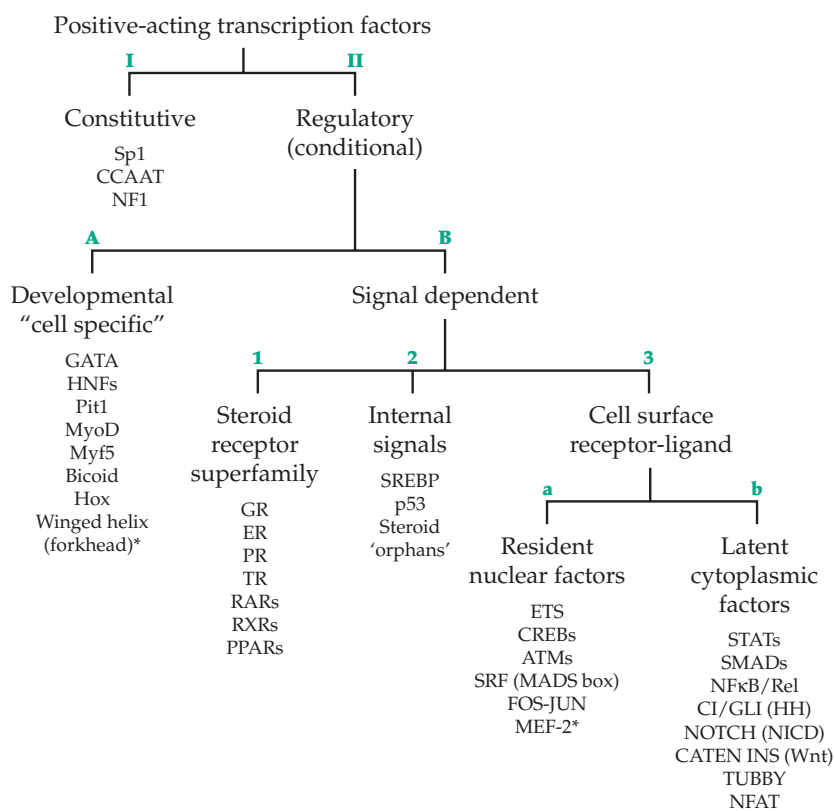 Positive-acting transcription factors
I
II
Constitutive
Sp1
CCAAT
NF1
Regulatory
(conditional)
A
B
Developmental
“cell specific”
GATA
HNFs
Pit1
MyoD
Myf5
Bicoid
Hox
Winged helix
(forkhead)*
Signal dependent
1
2
3
Steroid
receptor
superfamily
GR
ER
PR
TR
RARs
RXRs
PPARs
Internal
signals
SREBP
p53
Steroid
‘orphans’
Cell surface
receptor-ligand
a
b
Resident
nuclear factors
ETS
CREBs
ATMs
SRF (MADS box)
FOS-JUN
MEF-2*
Latent
cytoplasmic
factors
STATs
SMADs
NFκB/Rel
CI/GLI (HH)
NOTCH (NICD)
CATEN INS (Wnt)
TUBBY
NFAT